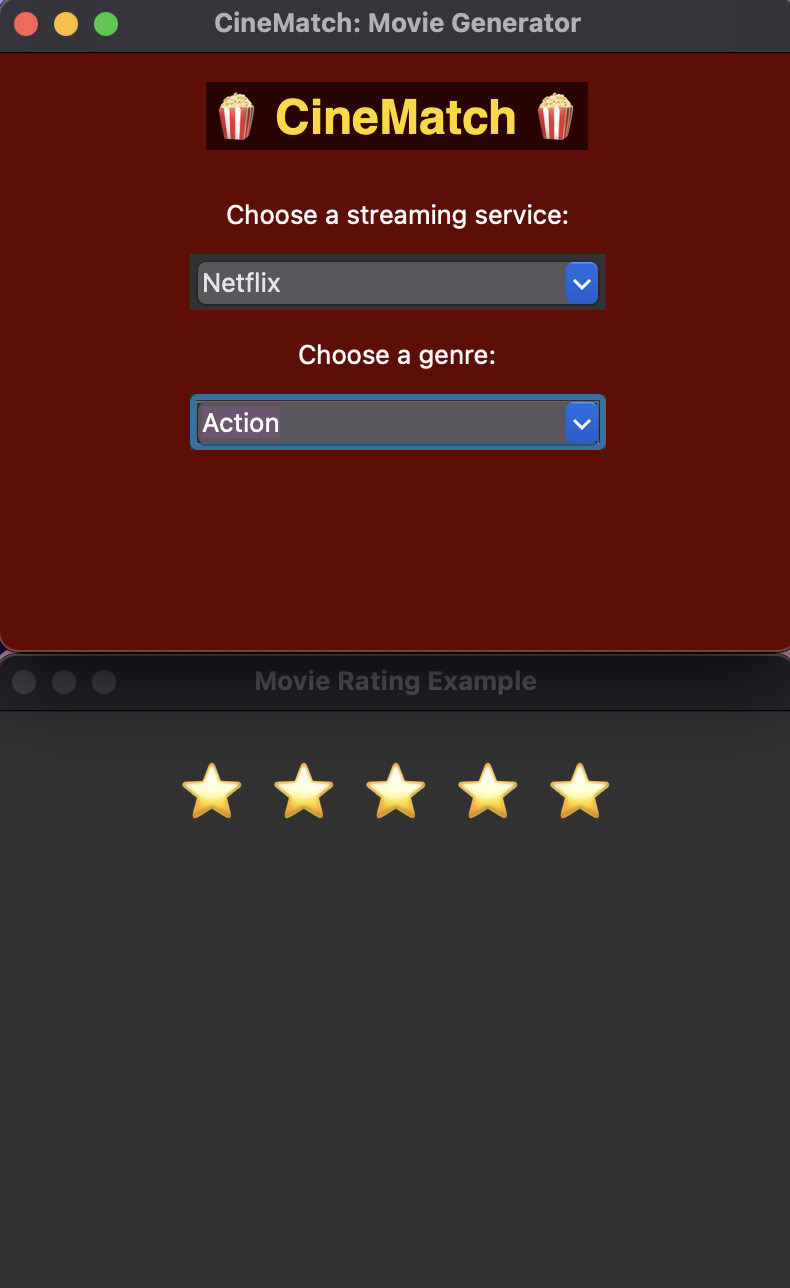 CineMatch: Movie Generator
🍿 CineMatch 🍿
Choose a streaming service:
Netflix
Choose a genre:
Action
Movie Rating Example
⭐ ⭐ ⭐ ⭐ ⭐